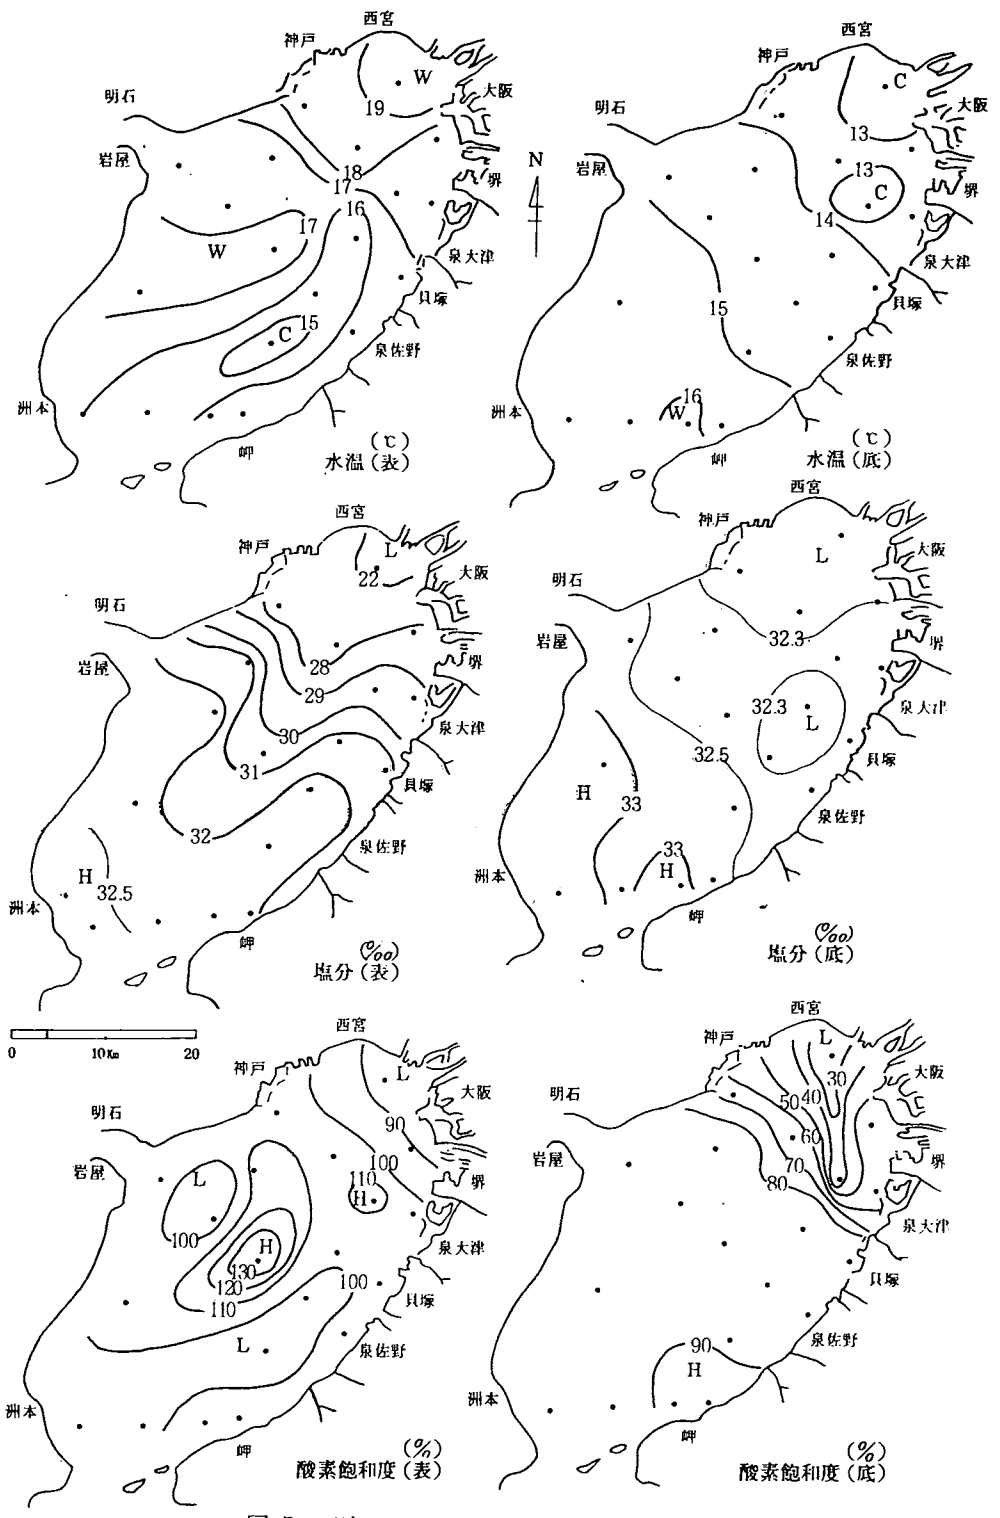 西宮
神戸
W
大阪
明石
19
岩屋
18
堺
17
16
17
W
泉大津
貝塚
15
C
泉佐野
洲本
岬
(℃)
水温(表)
N
西宮
神戸
C
大阪
明石
13
岩屋
13
堺
C
14
泉大津
貝塚
15
泉佐野
16
洲本
W
岬
(℃)
水温(底)
西宮
神戸
L
22
大阪
明石
岩屋
28
堺
29
30
泉大津
31
貝塚
32
泉佐野
H
32.5
洲本
岬
(‰)
塩分(表)
西宮
神戸
L
大阪
明石
32.3
岩屋
堺
32.3
L
泉大津
32.5
貝塚
H
33
泉佐野
33
H
洲本
岬
(‰)
塩分(底)
0 10Km 20
西宮
神戸
L
大阪
明石
90
岩屋
100
L
110
H
堺
100
H
泉大津
130
120
110
100
貝塚
L
泉佐野
洲本
岬
(%)
酸素飽和度(表)
西宮
神戸
L
30
大阪
50 40
明石
60
岩屋
70
堺
80
泉大津
貝塚
90
泉佐野
H
洲本
岬
(%)
酸素飽和度(底)